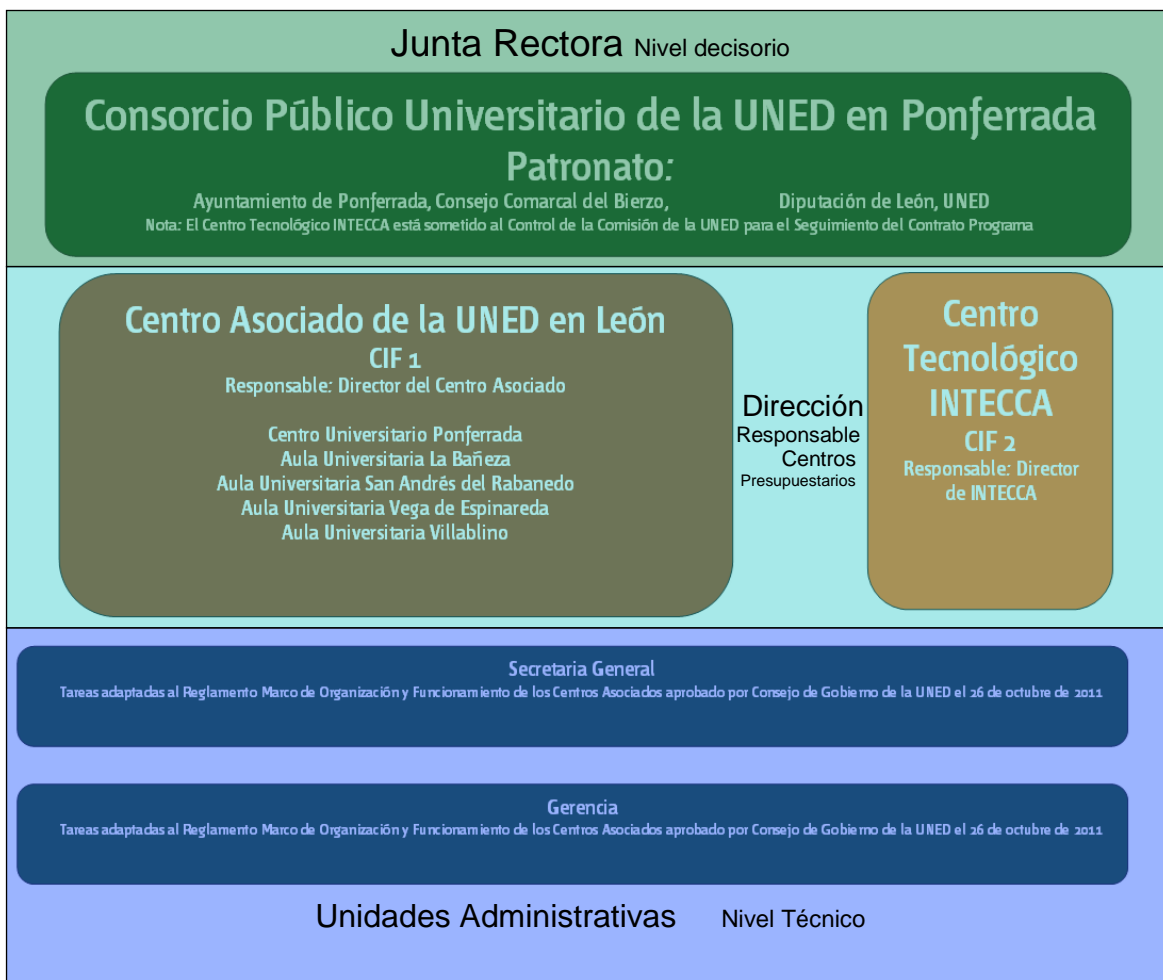 Junta Rectora Nivel decisorio
Consorcio Público Universitario de la UNED en Ponferrada
Patronato:
Ayuntamiento de Ponferrada, Consejo Comarcal del Bierzo, Diputación de León, UNED
Nota: El Centro Tecnológico INTECCA está sometido al Control de la Comisión de la UNED para el Seguimiento del Contrato Programa
Centro Asociado de la UNED en León
CIF 1
Responsable: Director del Centro Asociado
Centro Universitario Ponferrada
Aula Universitaria La Bañeza
Aula Universitaria San Andrés del Rabanedo
Aula Universitaria Vega de Espinareda
Aula Universitaria Villablino
Dirección
Responsable
Centros
Presupuestarios
Centro
Tecnológico
INTECCA
CIF 2
Responsable: Director
de INTECCA
Secretaria General
Tareas adaptadas al Reglamento Marco de Organización y Funcionamiento de los Centros Asociados aprobado por Consejo de Gobierno de la UNED el 26 de octubre de 2011
Gerencia
Tareas adaptadas al Reglamento Marco de Organización y Funcionamiento de los Centros Asociados aprobado por Consejo de Gobierno de la UNED el 26 de octubre de 2011
Unidades Administrativas Nivel Técnico